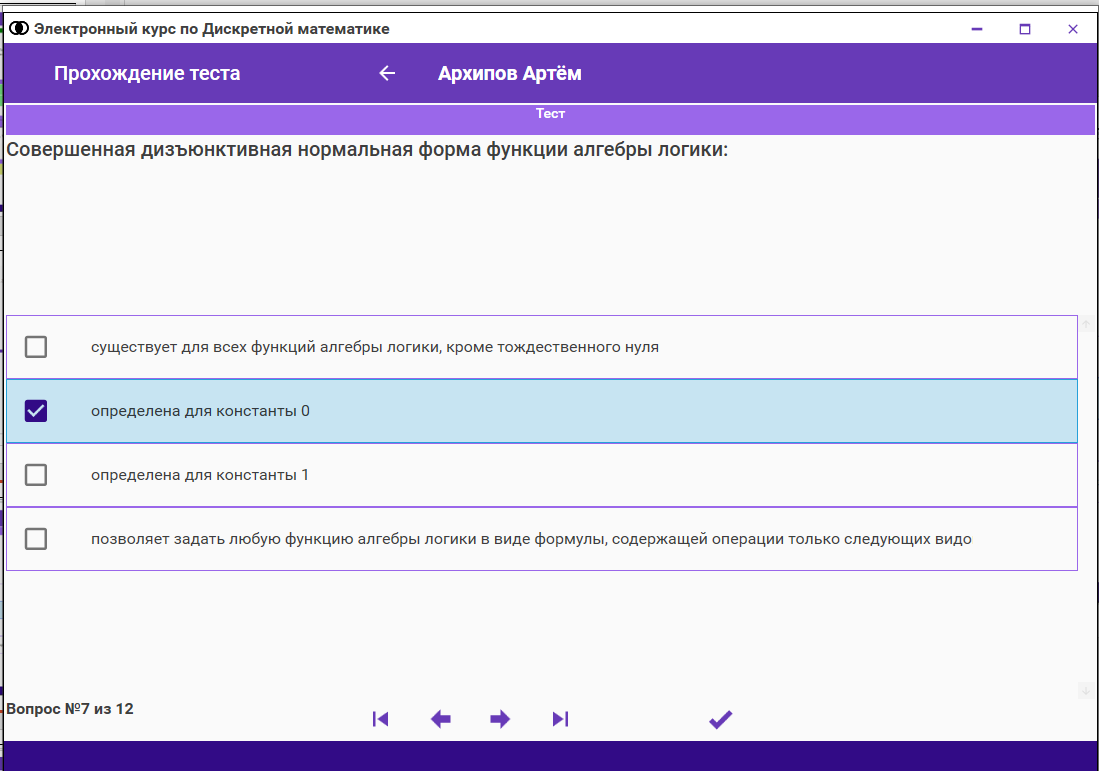 Электронный курс по Дискретной математике
Прохождение теста
Архипов Артём
Тест
Совершенная дизъюнктивная нормальная форма функции алгебры логики:
существует для всех функций алгебры логики, кроме тождественного нуля
определена для константы 0
определена для константы 1
позволяет задать любую функцию алгебры логики в виде формулы, содержащей операции только следующих видо
Вопрос №7 из 12